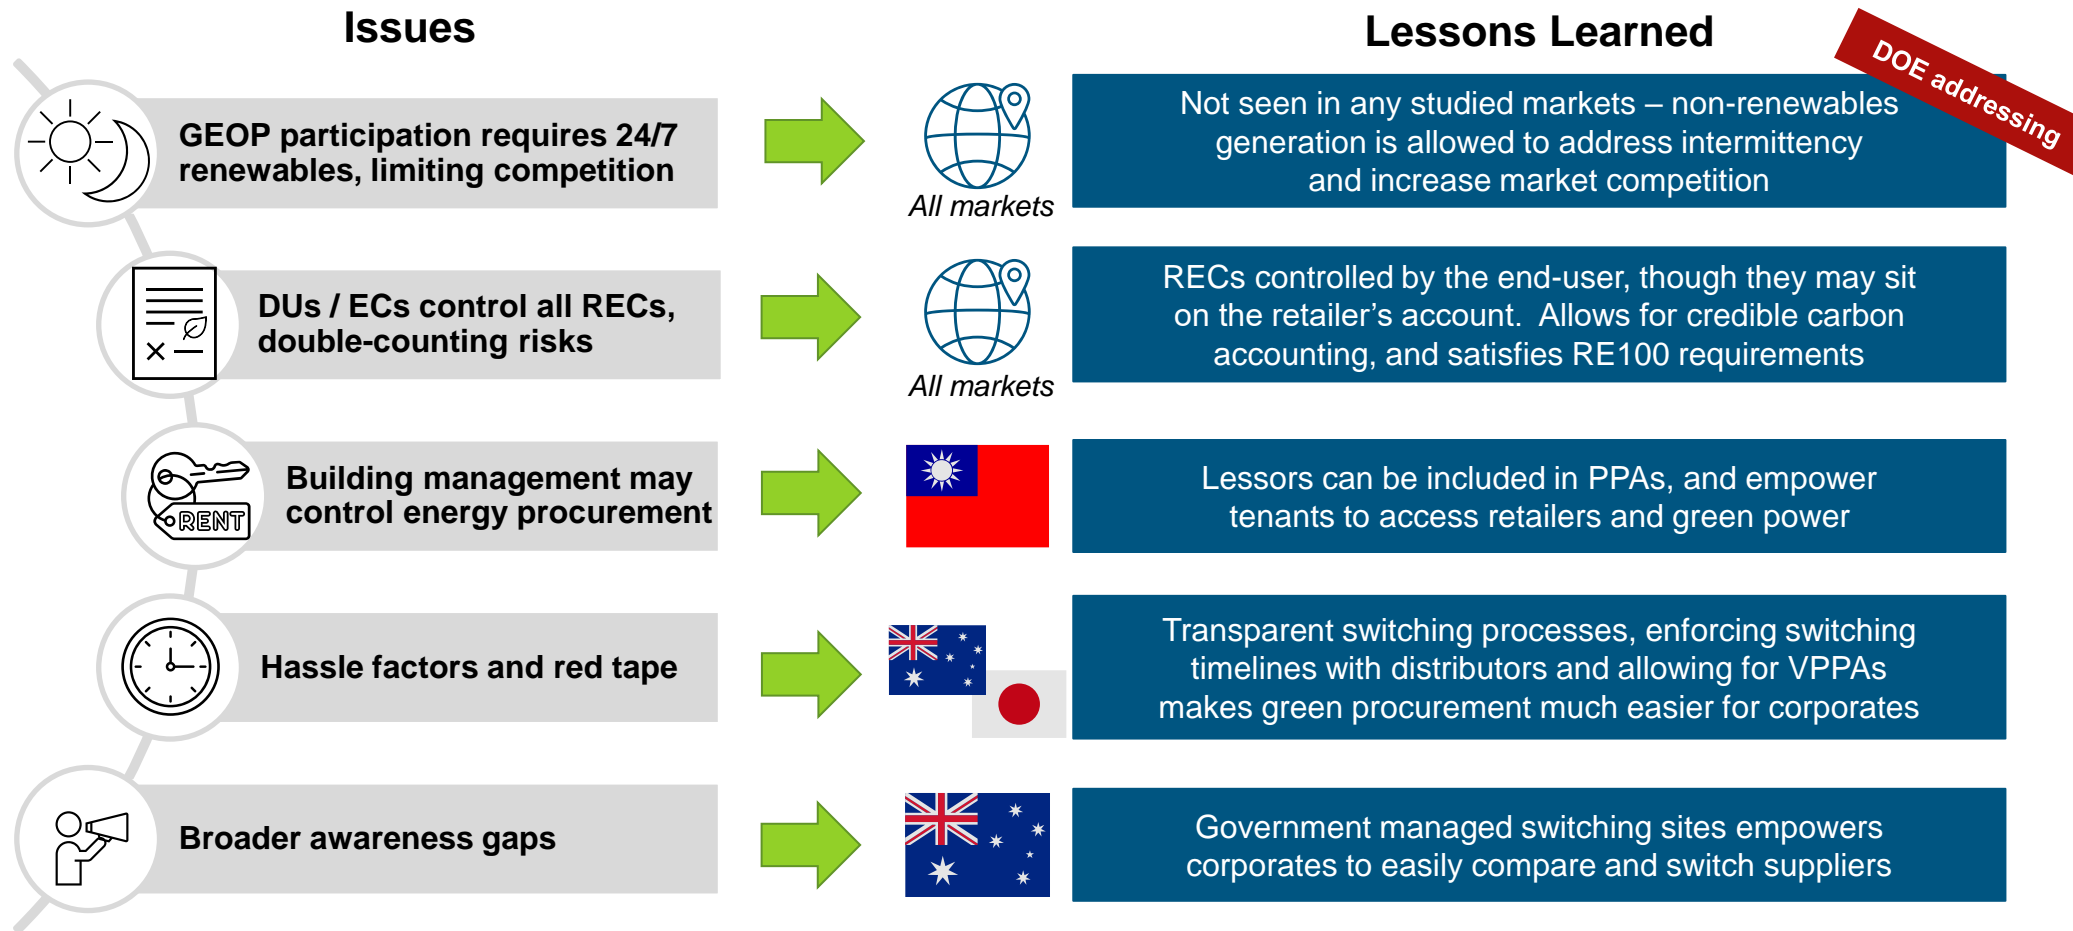 Issues
Lessons Learned
DOE addressing
GEOP participation requires 24/7
renewables, limiting competition
All markets
Not seen in any studied markets – non-renewables
generation is allowed to address intermittency
and increase market competition
DUs / ECs control all RECs,
double-counting risks
All markets
RECs controlled by the end-user, though they may sit
on the retailer's account.  Allows for credible carbon
accounting, and satisfies RE100 requirements
RENT
Building management may
control energy procurement
Lessors can be included in PPAs, and empower
tenants to access retailers and green power
Hassle factors and red tape
Transparent switching processes, enforcing switching
timelines with distributors and allowing for VPPAs
makes green procurement much easier for corporates
Broader awareness gaps
Government managed switching sites empowers
corporates to easily compare and switch suppliers